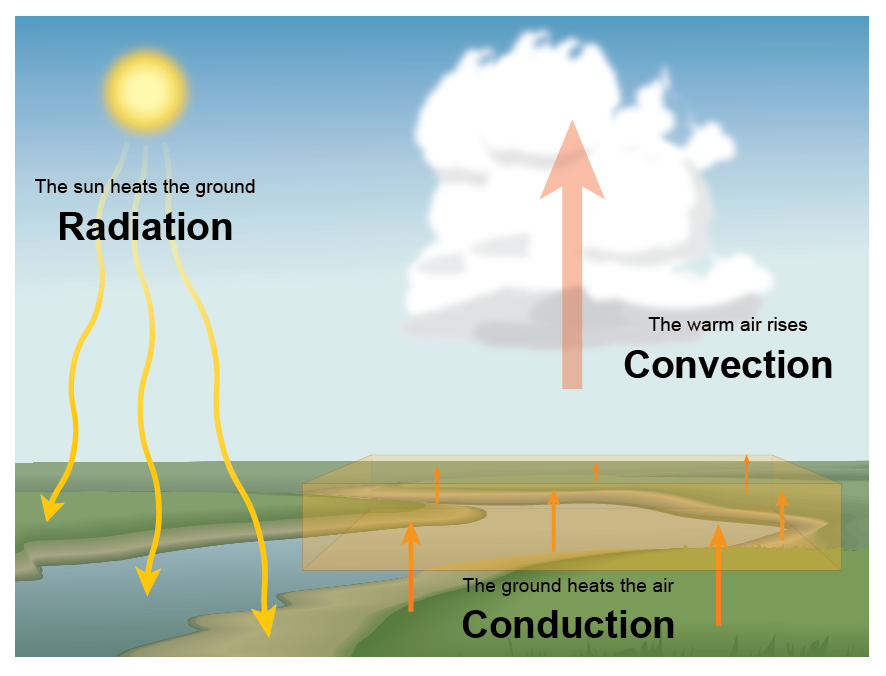 The sun heats the ground
Radiation
The warm air rises
Convection
The ground heats the air
Conduction